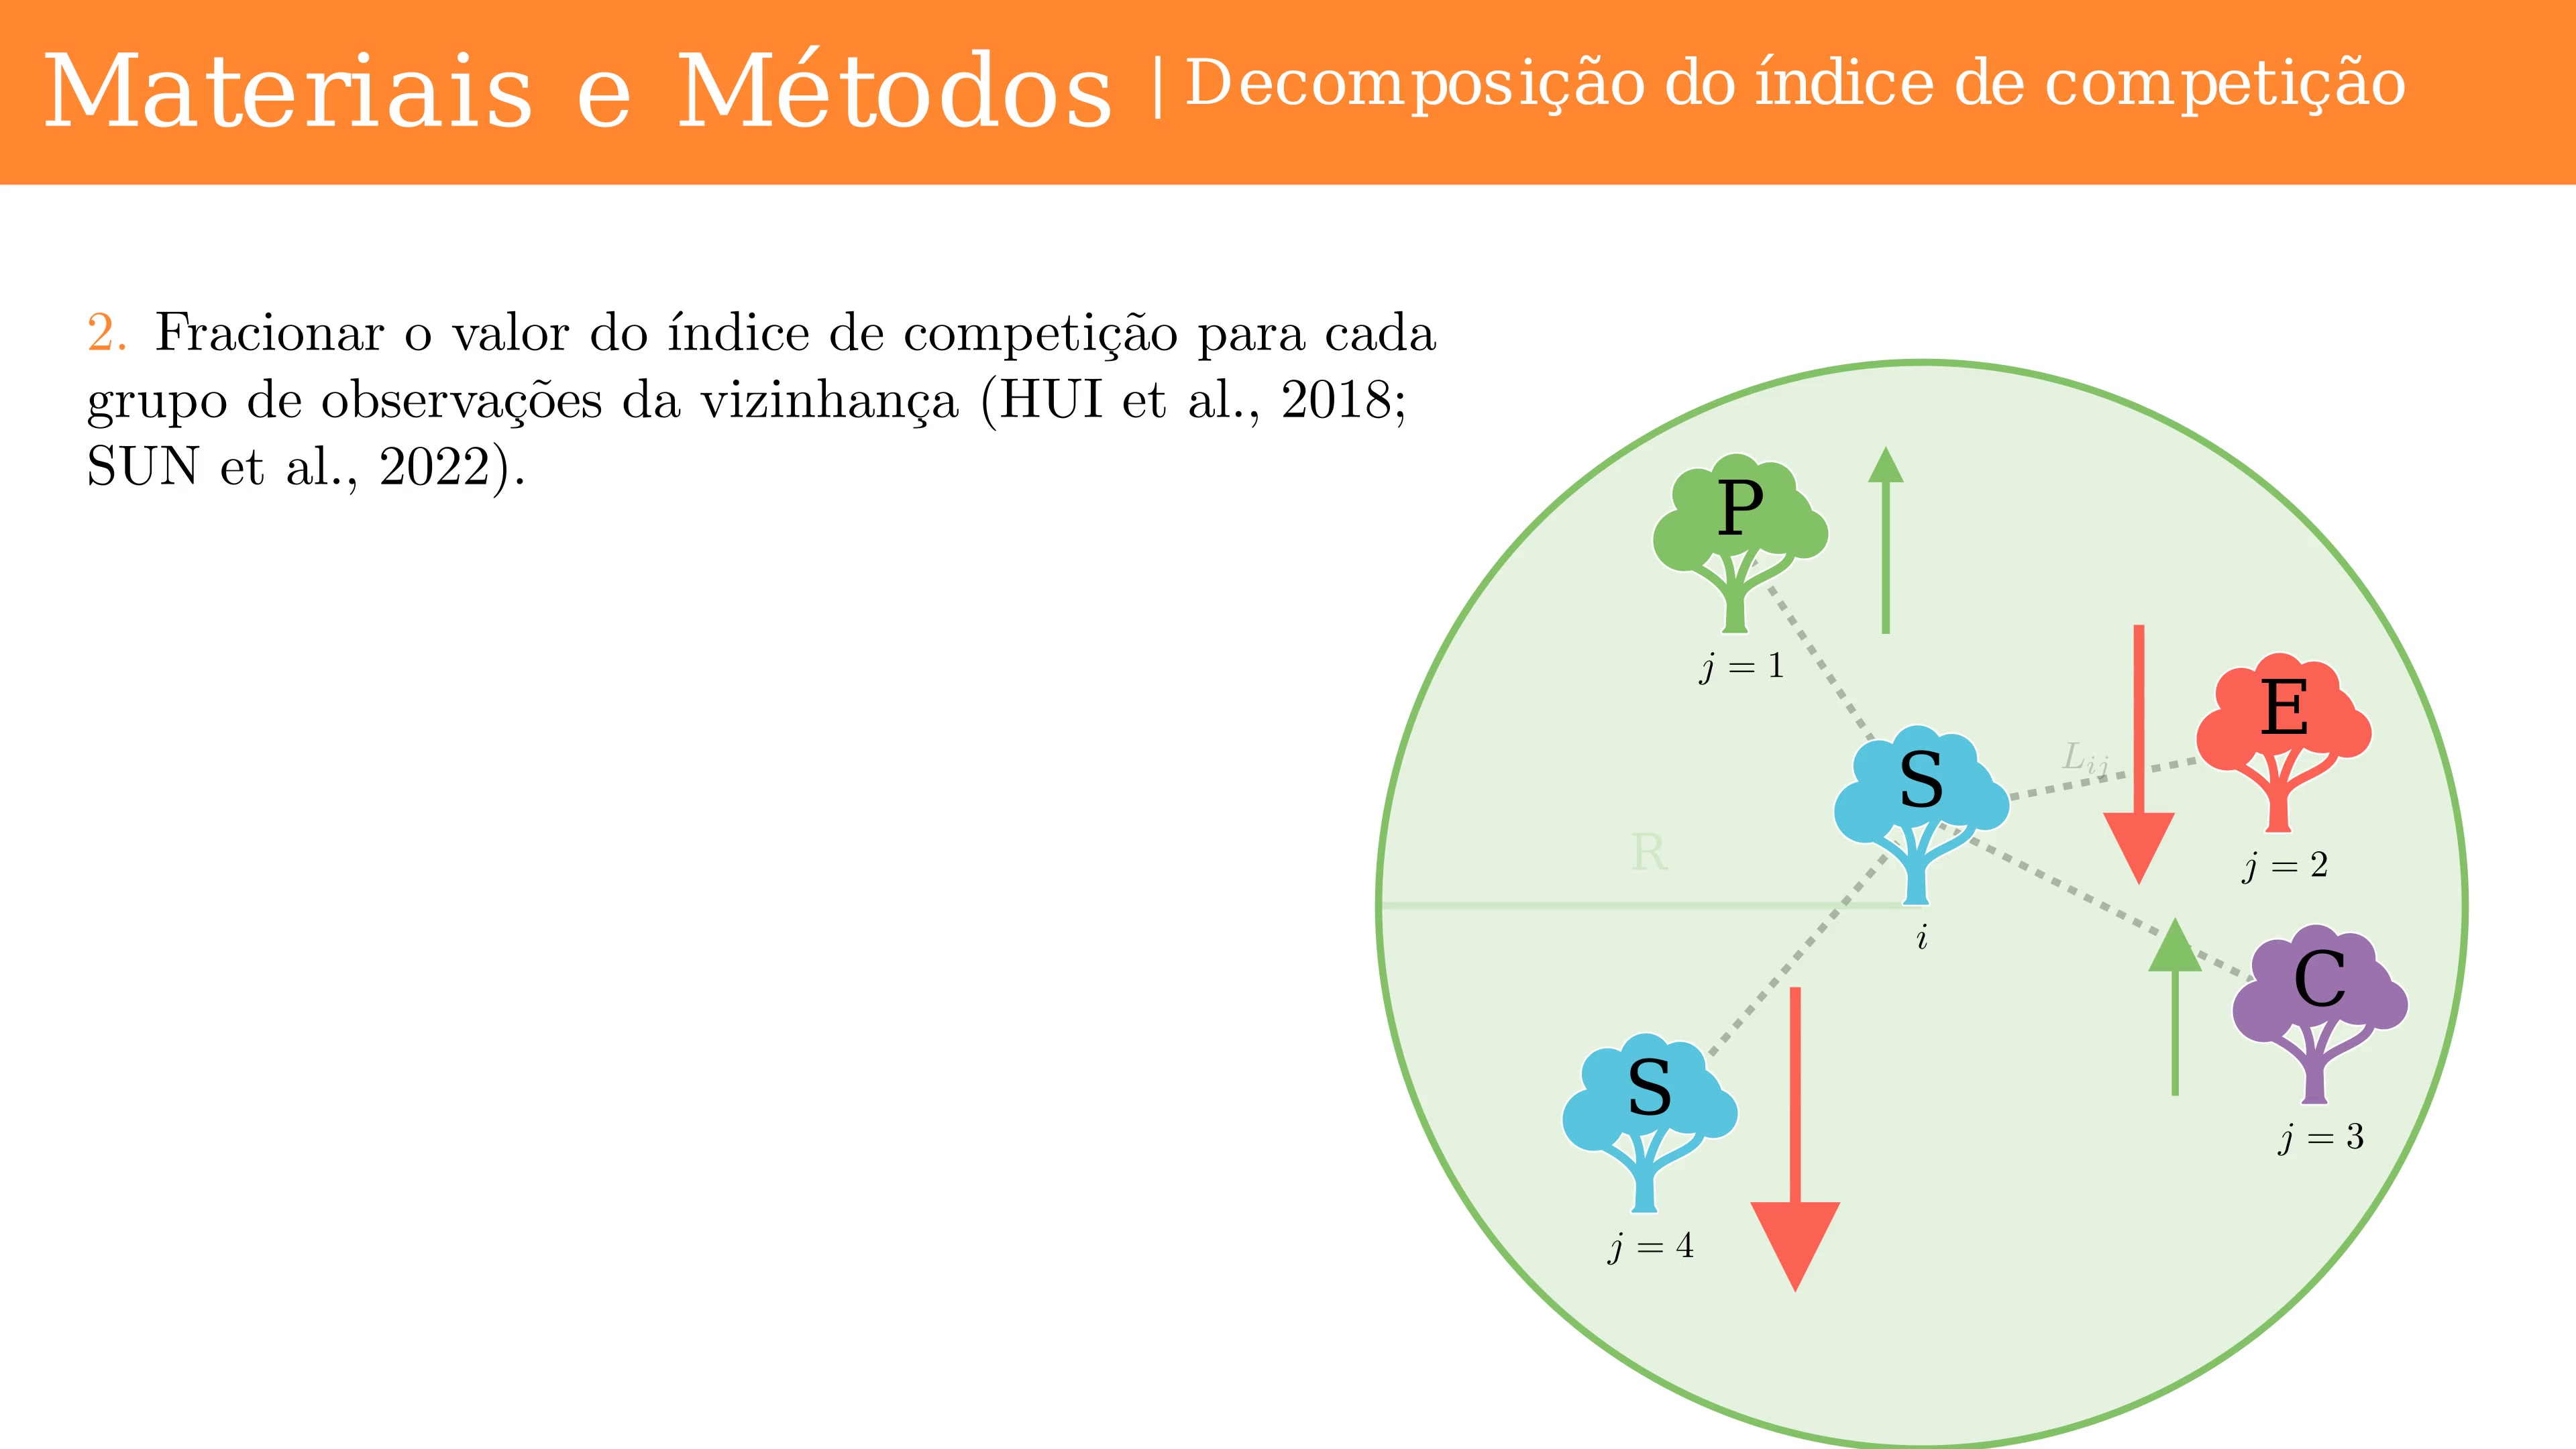 Materiais e Métodos | Decomposição do índice de competição
2. Fracionar o valor do índice de competição para cada
grupo de observações da vizinhança (HUI et al., 2018;
SUN et al., 2022).
P
j = 1
E
L_{ij}
S
j = 2
R
i
C
S
j = 3
j = 4